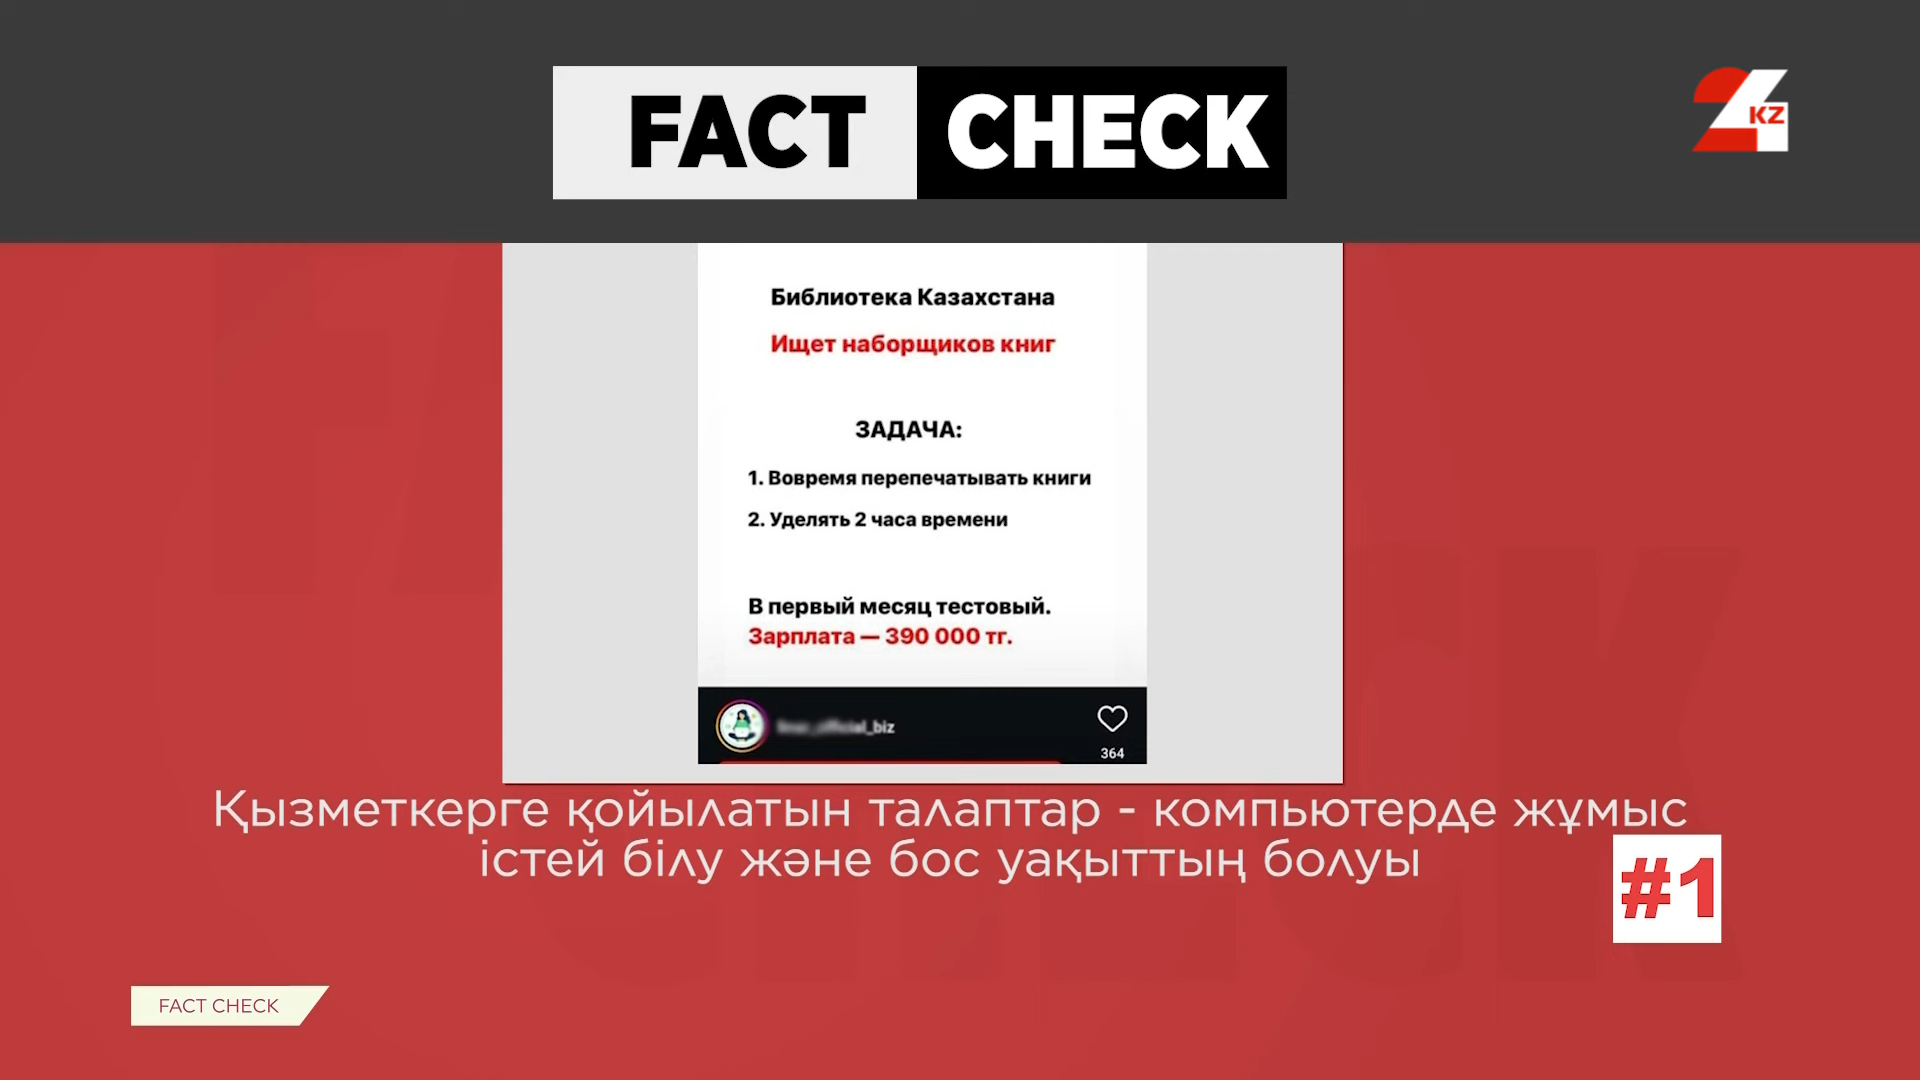 FACT CHECK
24 KZ
Библиотека Казахстана
Ищет наборщиков книг
ЗАДАЧА:
1. Вовремя перепечатывать книги
2. Уделять 2 часа времени
В первый месяц тестовый.
Зарплата — 390 000 тг.
364
Қызметкерге қойылатын талаптар - компьютерде жұмыс
істей білу және бос уақыттың болуы
#1
FACT CHECK